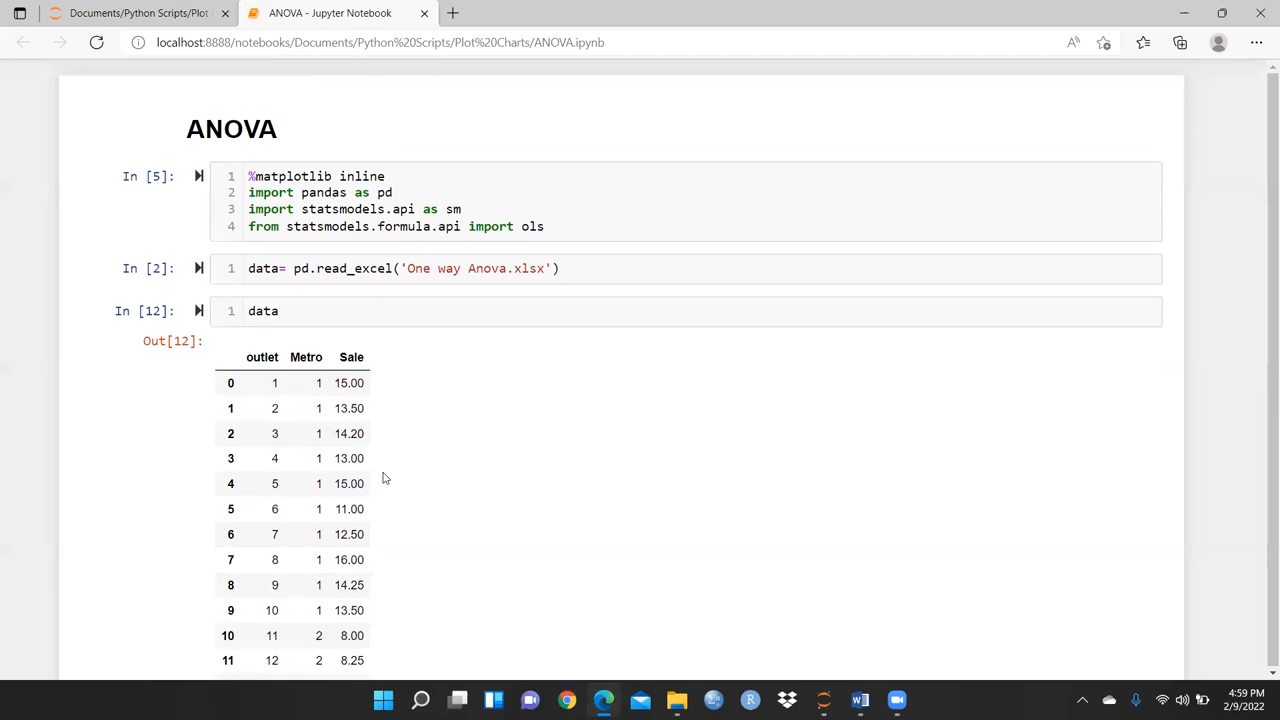 Documents/Python Scripts/Plot
ANOVA - Jupyter Notebook
localhost:8888/notebooks/Documents/Python%20Scripts/Plot%20Charts/ANOVA.ipynb
ANOVA
In [5]:
1 %matplotlib inline
2 import pandas as pd
3 import statsmodels.api as sm
4 from statsmodels.formula.api import ols
In [2]:
1 data= pd.read_excel('One way Anova.xlsx')
In [12]:
1 data
Out[12]:
outlet Metro Sale
0 1 1 15.00
1 2 1 13.50
2 3 1 14.20
3 4 1 13.00
4 5 1 15.00
5 6 1 11.00
6 7 1 12.50
7 8 1 16.00
8 9 1 14.25
9 10 1 13.50
10 11 2 8.00
11 12 2 8.25
4:59 PM
2/9/2022